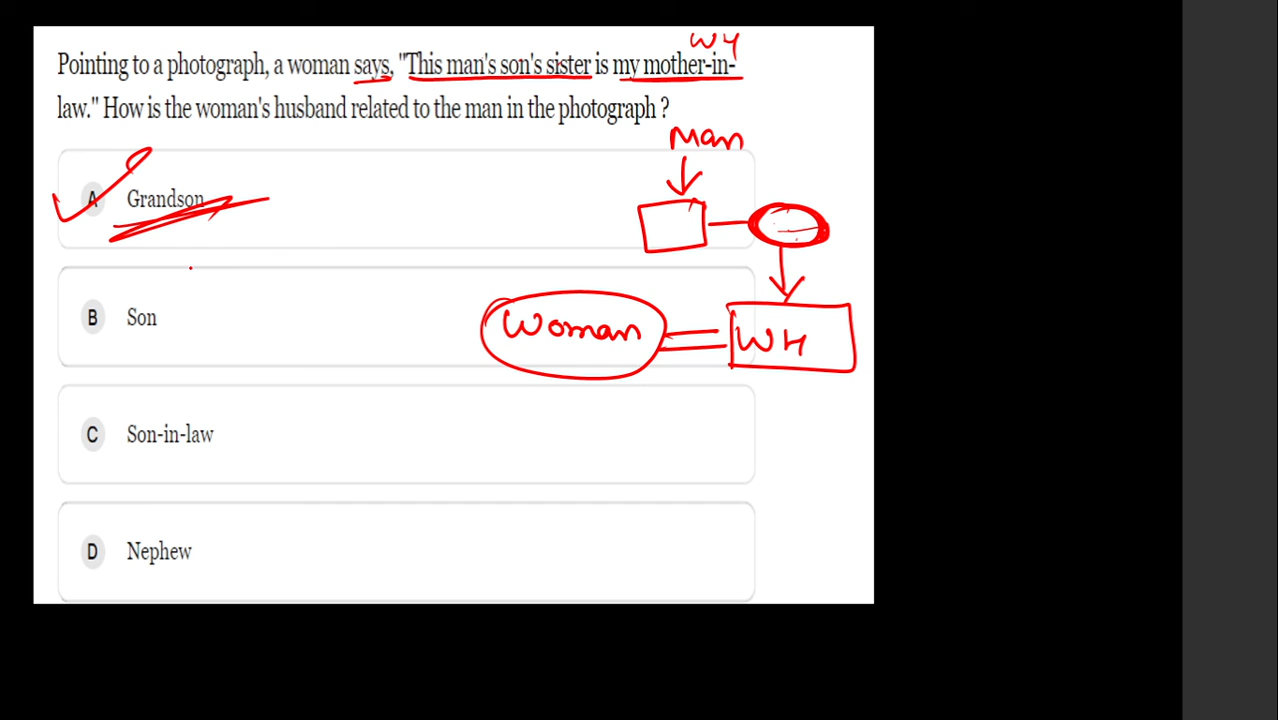 WH
Pointing to a photograph, a woman says, "This man's son's sister is my mother-in-
law." How is the woman's husband related to the man in the photograph ?
Man
A Grandson
B Son
Woman
WH
C Son-in-law
D Nephew